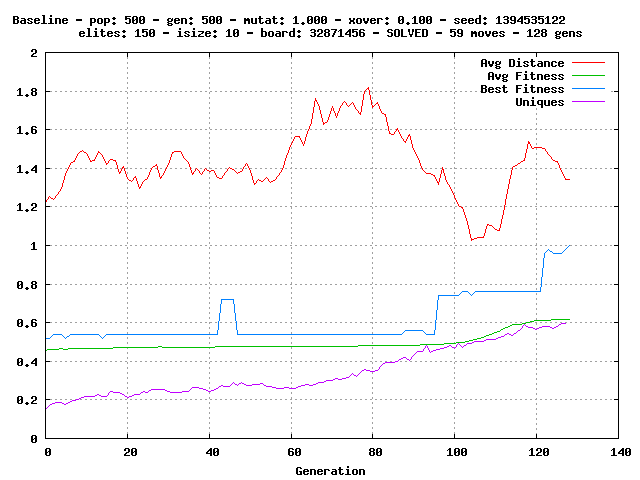 Baseline - pop: 500 - gen: 500 - mutat: 1.000 - xover: 0.100 - seed: 1394535122
elites: 150 - isize: 10 - board: 32871456 - SOLVED - 59 moves - 128 gens
2
Avg Distance
Avg Fitness
Best Fitness
Uniques
1.8
1.6
1.4
1.2
1
0.8
0.6
0.4
0.2
0
0 20 40 60 80 100 120 140
Generation